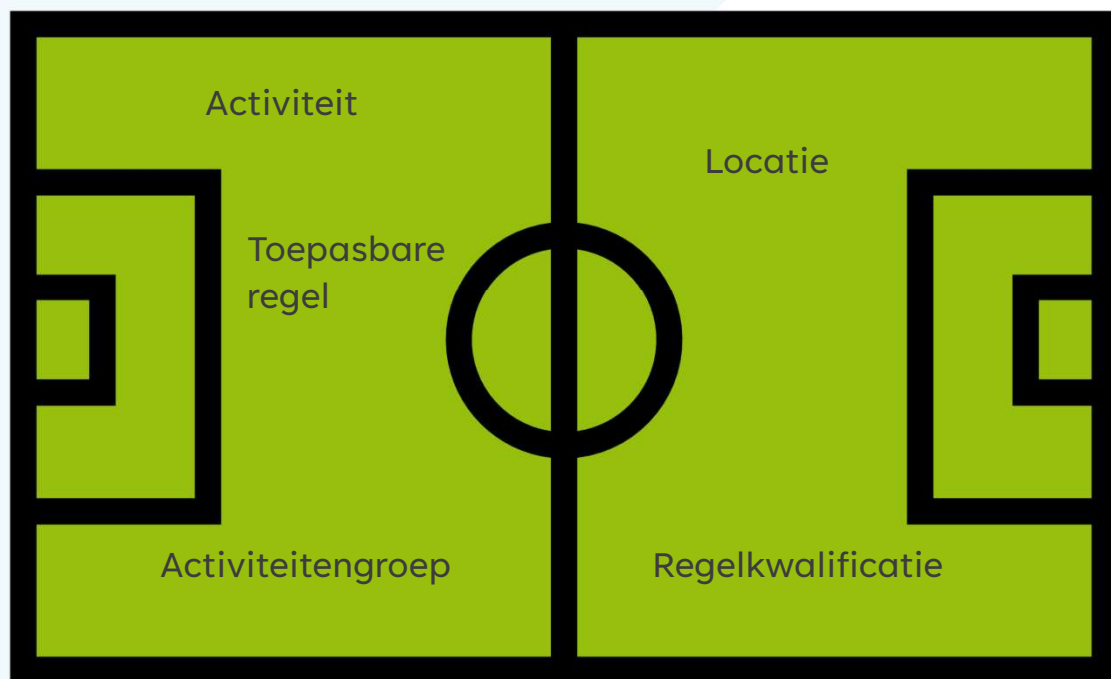 Activiteit
Locatie
Toepasbare
regel
Activiteitengroep
Regelkwalificatie